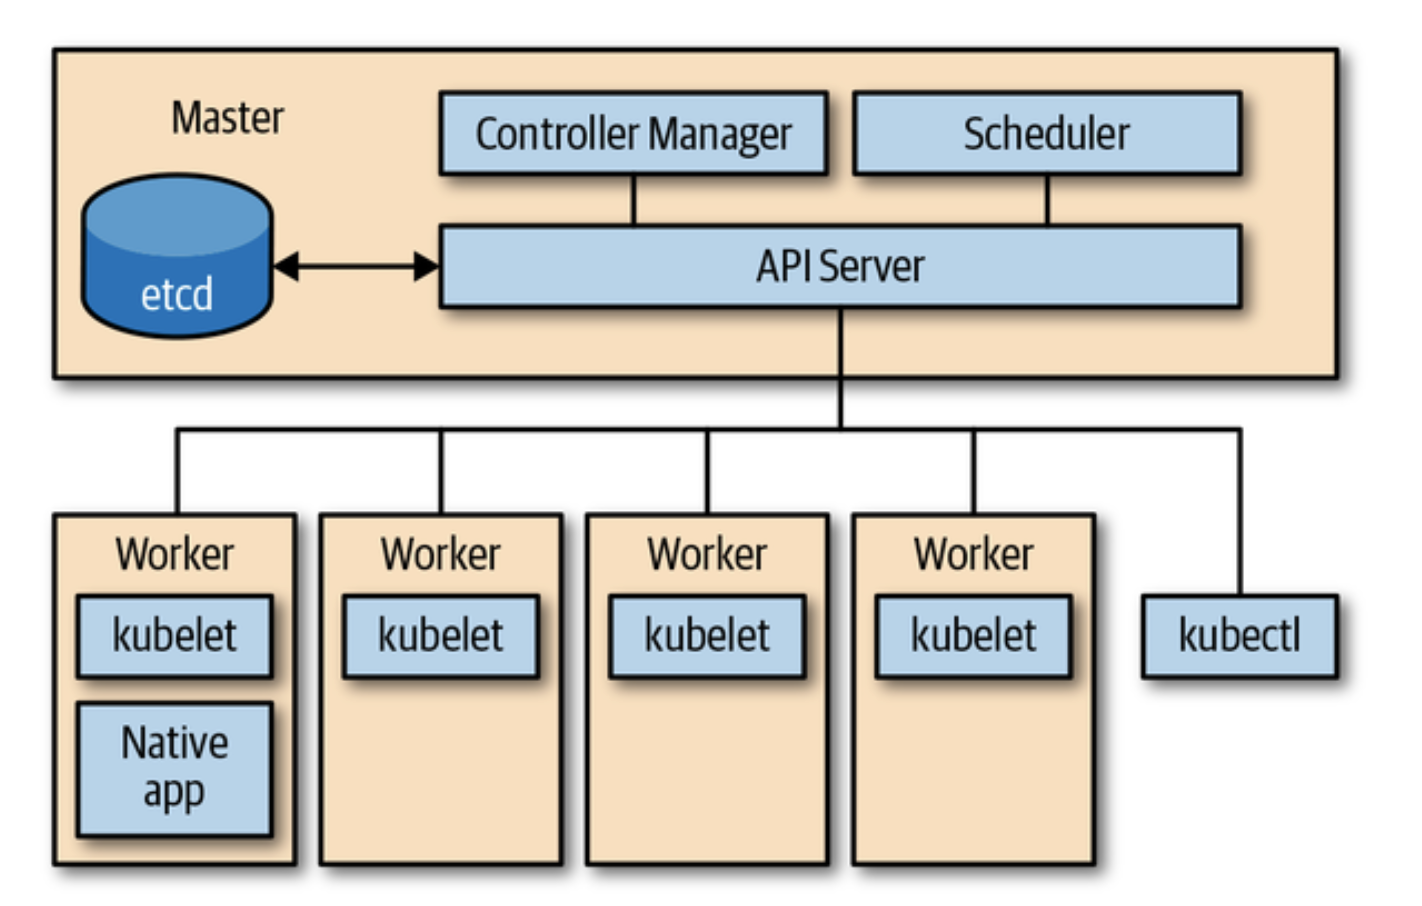 Master
Controller Manager
Scheduler
etcd
API Server
Worker
Worker
Worker
Worker
kubelet
kubelet
kubelet
kubelet
kubectl
Native
app